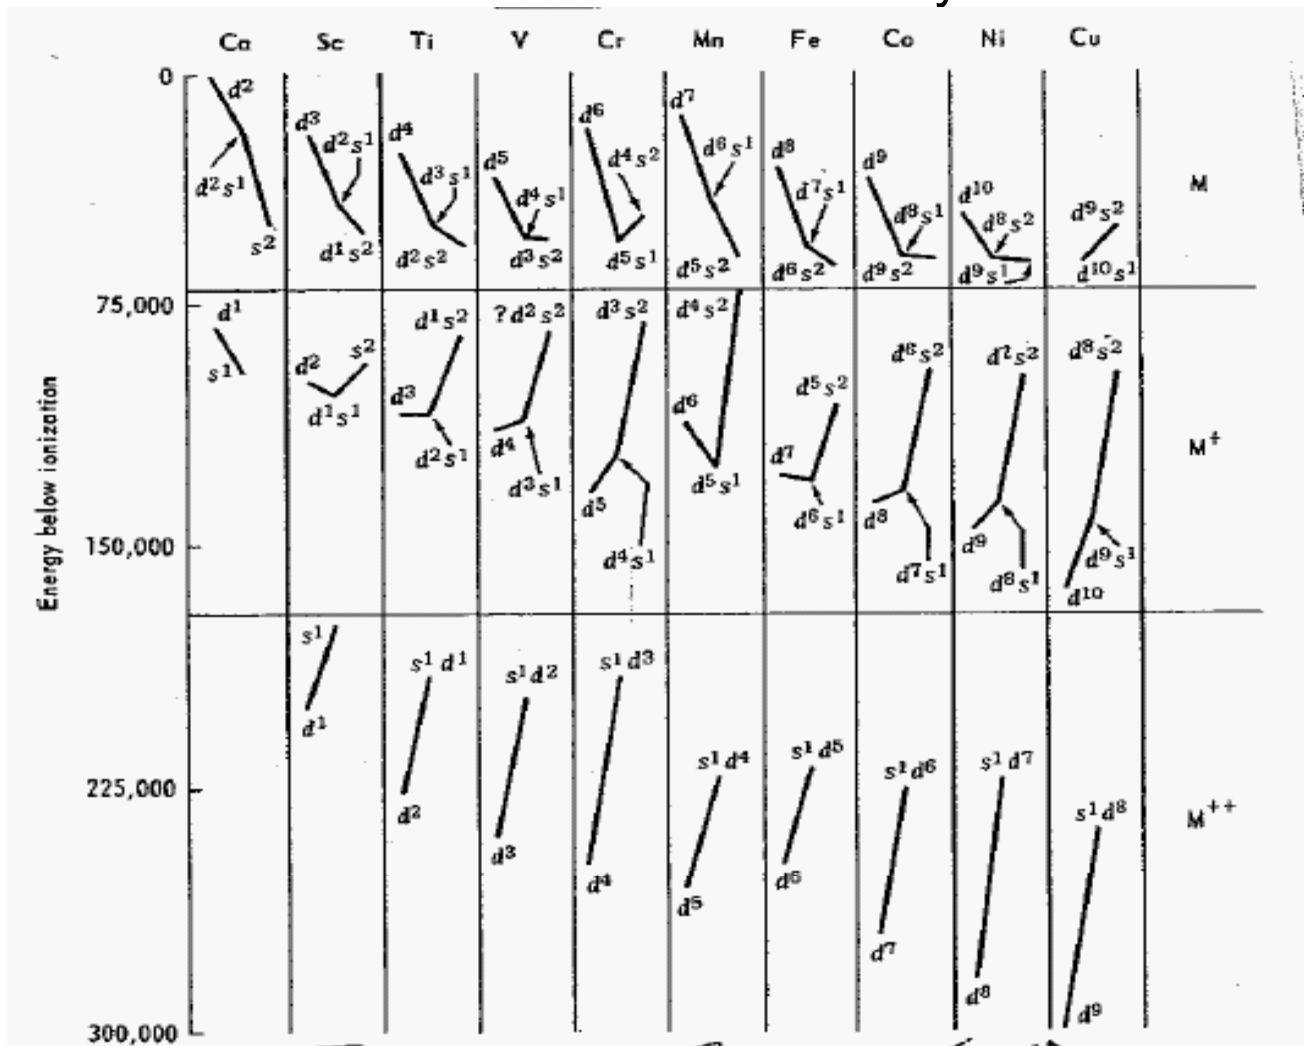 Ca Sc Ti V Cr Mn Fe Co Ni Cu
0
d2
d2s1
s2
d3
d2s1
d1s2
d4
d3s1
d2s2
d5
d4s1
d3s2
d6
d4s2
d5s1
d7
d6s1
d5s2
d8
d7s1
d6s2
d9
d8s1
d9s2
d10
d8s2
d9s1
d9s2
d10s1
M
75,000
d1
s1
d2
s2
d1s1
d1s2
d3
d2s1
?d2s2
d4
d3s1
d3s2
d5
d4s1
d4s2
d6
d5s1
d5s2
d7
d6s1
d6s2
d8
d7s1
d7s2
d9
d8s1
d8s2
d9s1
d10
M+
Energy below ionization
150,000
s1
d1
s1d1
d2
s1d2
d3
s1d3
d4
s1d4
d5
s1d5
d6
s1d6
d7
s1d7
d8
s1d8
d9
M++
225,000
300,000